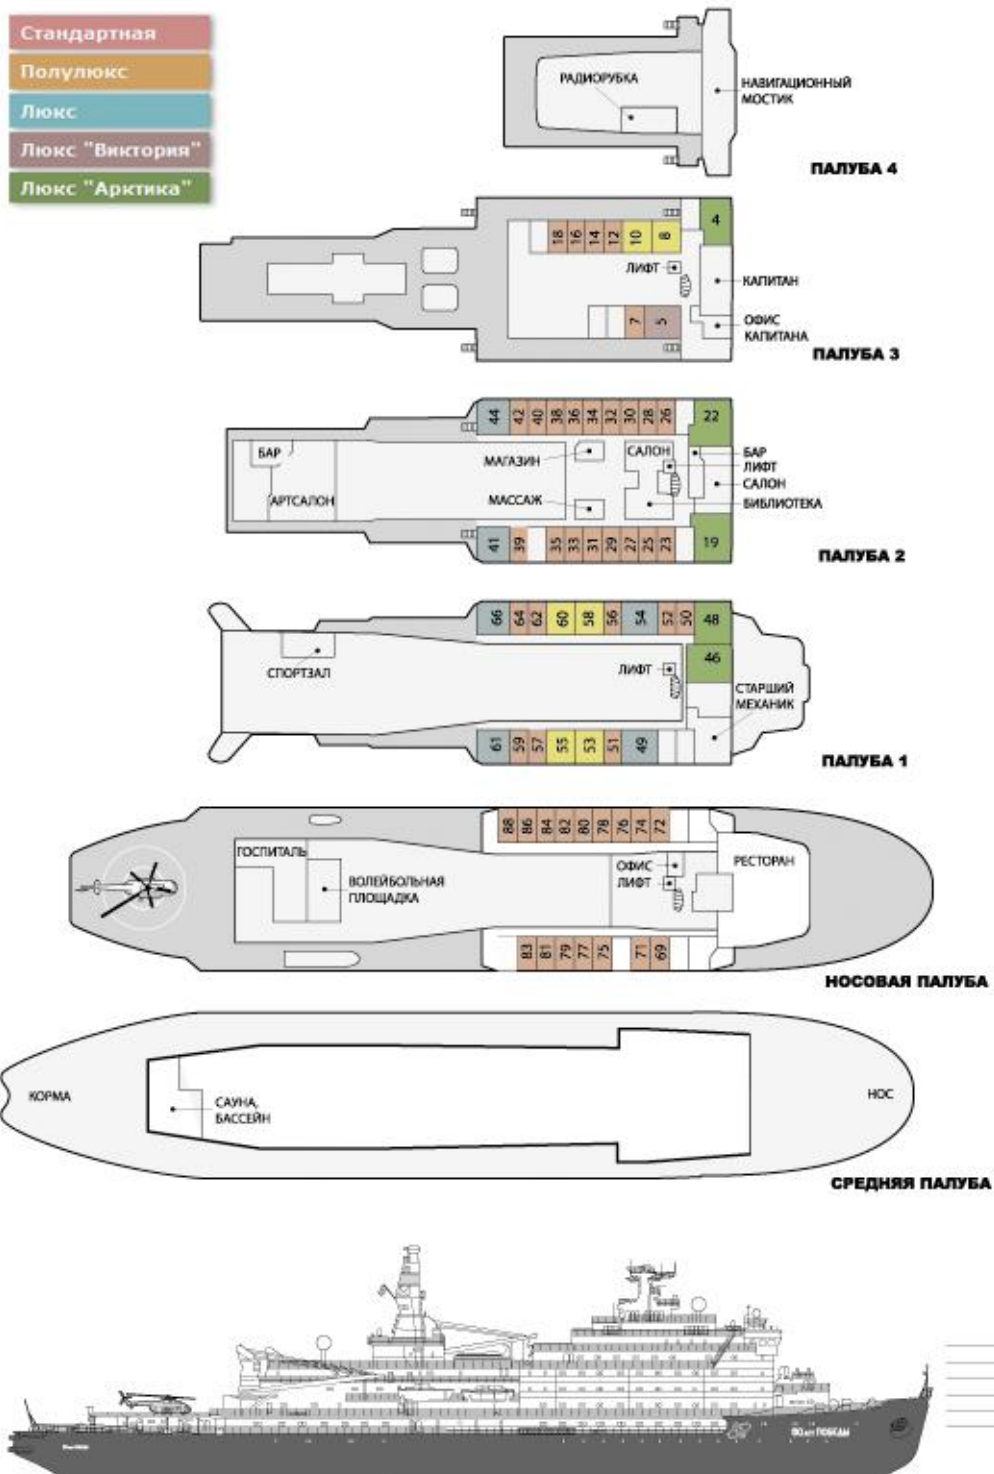 Стандартная
Полулюкс
Люкс
Люкс "Виктория"
Люкс "Арктика"
РАДИОРУБКА
НАВИГАЦИОННЫЙ
МОСТИК
ПАЛУБА 4
18 16 14 12 10 8
4
ЛИФТ
КАПИТАН
7 5
ОФИС
КАПИТАНА
ПАЛУБА 3
44 42 40 38 36 34 32 30 28 26
22
БАР
МАГАЗИН
САЛОН
БАР
ЛИФТ
САЛОН
АРТСАЛОН
МАССАЖ
БИБЛИОТЕКА
41 39 35 33 31 29 27 25 23
19
ПАЛУБА 2
66 64 62 60 58 56 54 52 50
48
46
СПОРТЗАЛ
ЛИФТ
СТАРШИЙ
МЕХАНИК
61 59 57 55 53 51 49
ПАЛУБА 1
88 86 84 82 80 78 76 74 72
ГОСПИТАЛЬ
ВОЛЕЙБОЛЬНАЯ
ПЛОЩАДКА
ОФИС
ЛИФТ
РЕСТОРАН
83 81 79 77 75 71 69
НОСОВАЯ ПАЛУБА
КОРМА
САУНА,
БАССЕЙН
НОС
СРЕДНЯЯ ПАЛУБА
50 лет ПОБЕДЫ